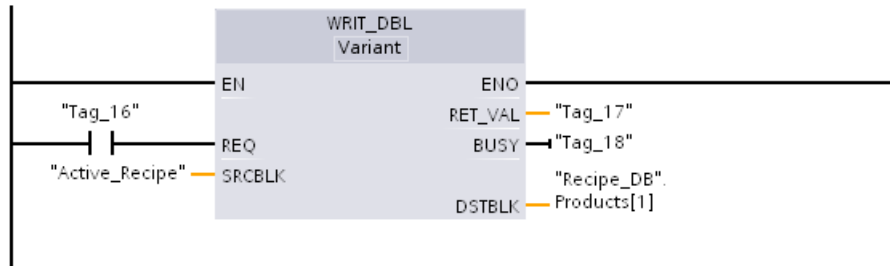 WRIT_DBL
Variant
EN
ENO
"Tag_16"
RET_VAL
"Tag_17"
REQ
BUSY
"Tag_18"
"Active_Recipe"
SRCBLK
"Recipe_DB".
DSTBLK
Products[1]